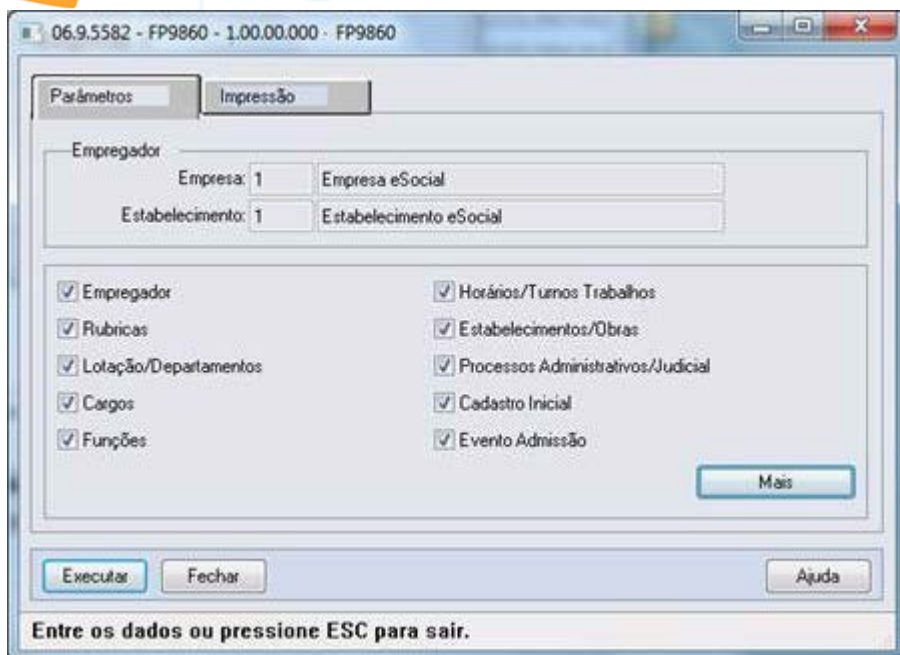 06.9.5582 - FP9860 - 1.00.00.000 - FP9860
Parâmetros Impressão
Empregador
Empresa: 1 Empresa eSocial
Estabelecimento: 1 Estabelecimento eSocial
Empregador Horários/Turnos Trabalhos
Rubricas Estabelecimentos/Obras
Lotação/Departamentos Processos Administrativos/Judicial
Cargos Cadastro Inicial
Funções Evento Admissão
Mais
Executar Fechar Ajuda
Entre os dados ou pressione ESC para sair.